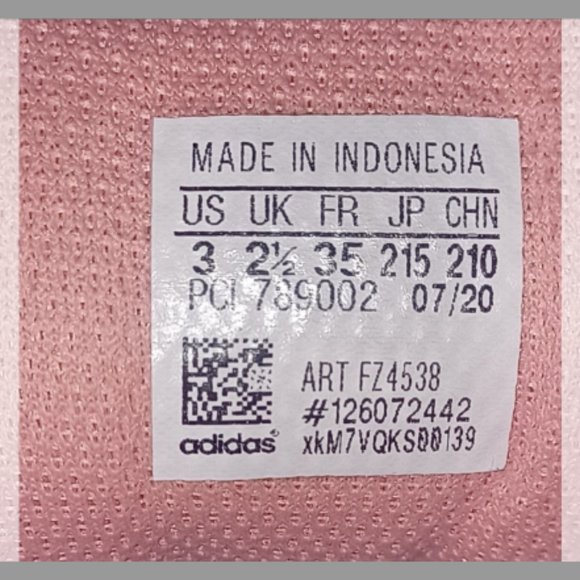 MADE IN INDONESIA
US UK FR JP CHN
3 2½ 35 215 210
PCI 789002 07/20
ART FZ4538
#126072442
adidas xkM7VQKS00139